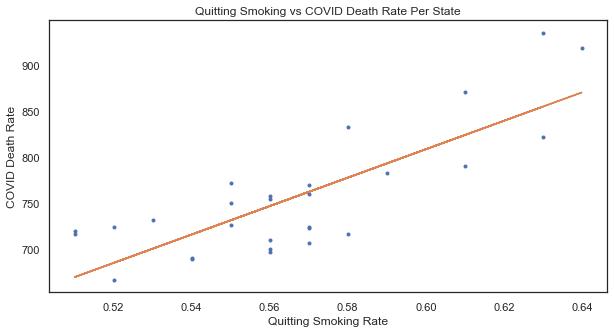 Quitting Smoking vs COVID Death Rate Per State
COVID Death Rate
900
850
800
750
700
0.52 0.54 0.56 0.58 0.60 0.62 0.64
Quitting Smoking Rate